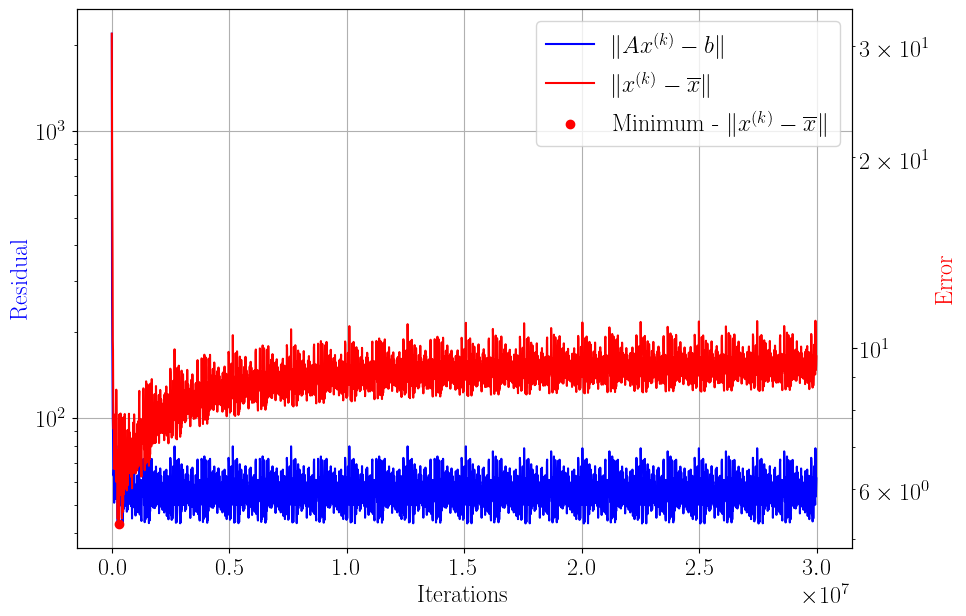 ‖Ax^{(k)} − b‖
‖x^{(k)} − x̅‖
Minimum - ‖x^{(k)} − x̅‖
Residual
10^3
10^2
3 × 10^1
2 × 10^1
10^1
6 × 10^0
Error
0.0 0.5 1.0 1.5 2.0 2.5 3.0
Iterations
×10^7